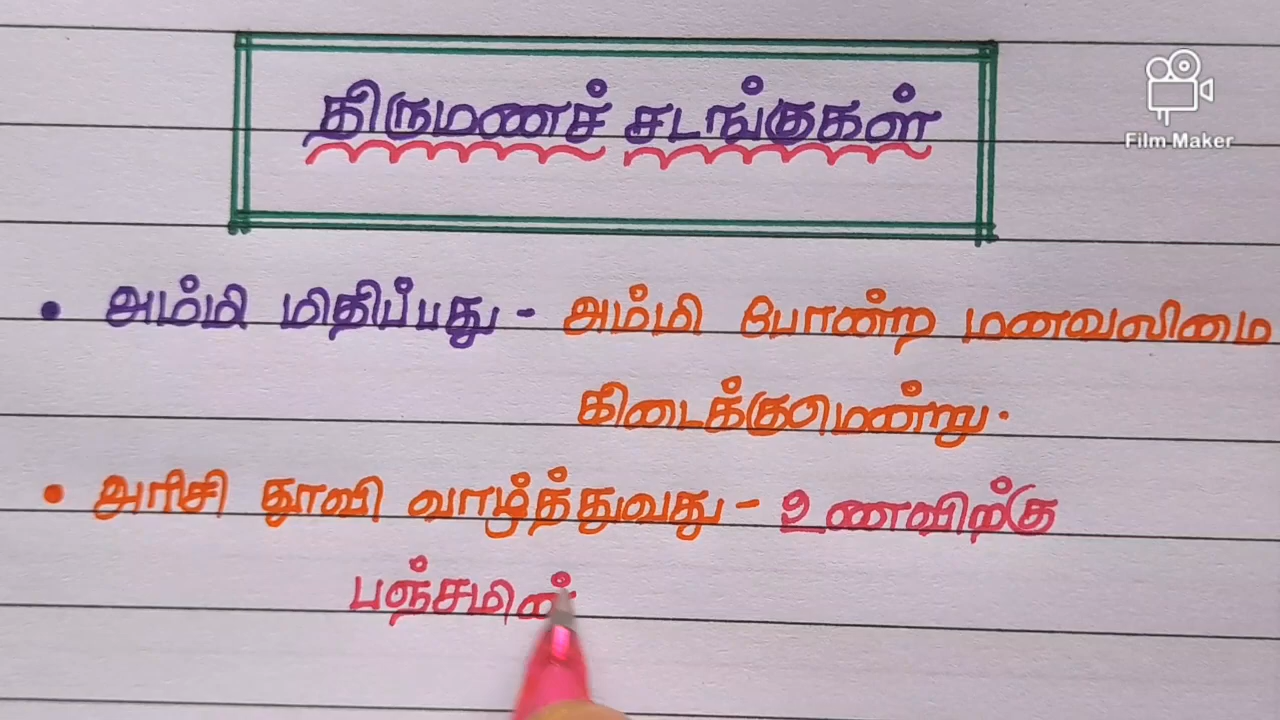 திருமணச் சடங்குகள்
Film Maker
• அம்மி மிதிப்பது - அம்மி போன்ற மனவலிமை
கிடைக்குமென்று.
• அரிசி தூவி வாழ்த்துவது - உணவிற்கு
பஞ்சமின்